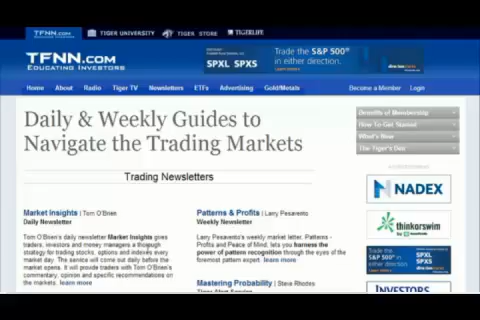 TFNN.COM TIGER UNIVERSITY TIGER STORE TIGERLIFE
TFNN.COM
EDUCATING INVESTORS
SPXL SPXS
Trade the S&P 500®
in either direction.
Home About Radio Tiger TV Newsletters ETFs Advertising Gold/Metals Become a Member Login
Daily & Weekly Guides to
Navigate the Trading Markets
Benefits of Membership
How To Get Started
What's New
The Tiger's Den
ADVERTISEMENT
Trading Newsletters
NADEX
thinkorswim
Trade the
S&P 500®
in either
direction.
SPXL
SPXS
INVESTORS
Market Insights | Tom O'Brien
Daily Newsletter
Tom O'Brien's daily newsletter Market Insights gives
traders, investors and money managers a thorough
strategy for trading stocks, options and indexes every
market day. The service will come out daily before the
market opens. It will provide traders with Tom O'Brien's
commentary, opinion and specific recommendations on
the markets. learn more
Patterns & Profits | Larry Pesavento
Weekly Newsletter
Larry Pesavento's weekly market letter, Patterns -
Profits and Peace of Mind, lets you harness the
power of pattern recognition through the eyes of the
foremost pattern expert. learn more
Mastering Probability | Steve Rhodes